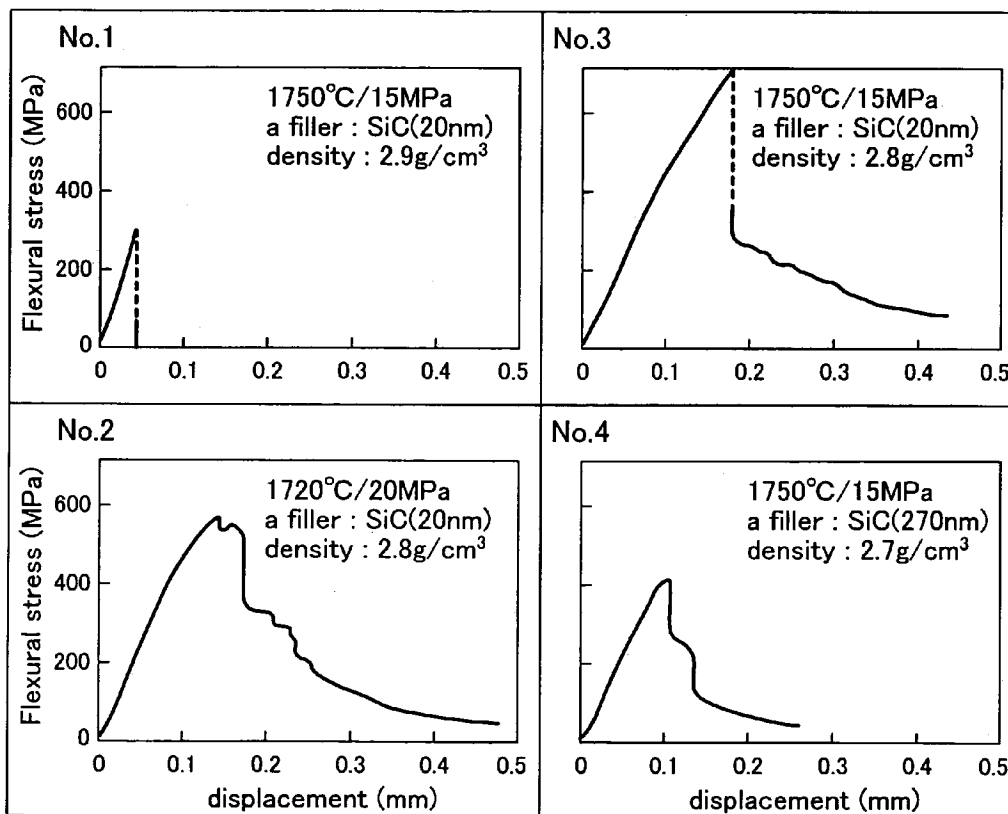 No.1
Flexural stress (MPa)
600
400
200
0
1750°C/15MPa
a filler : SiC(20nm)
density : 2.9g/cm³
0 0.1 0.2 0.3 0.4 0.5
No.3
1750°C/15MPa
a filler : SiC(20nm)
density : 2.8g/cm³
0 0.1 0.2 0.3 0.4 0.5
No.2
Flexural stress (MPa)
600
400
200
0
1720°C/20MPa
a filler : SiC(20nm)
density : 2.8g/cm³
0 0.1 0.2 0.3 0.4 0.5
displacement (mm)
No.4
1750°C/15MPa
a filler : SiC(270nm)
density : 2.7g/cm³
0 0.1 0.2 0.3 0.4 0.5
displacement (mm)